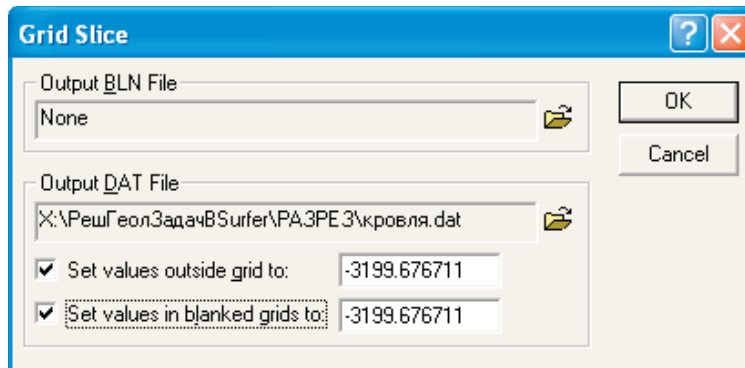 Grid Slice
Output BLN File
None
OK
Cancel
Output DAT File
X:\РешГеолЗадачВSurfer\РАЗРЕЗ\кровля.dat
Set values outside grid to: -3199.676711
Set values in blanked grids to: -3199.676711